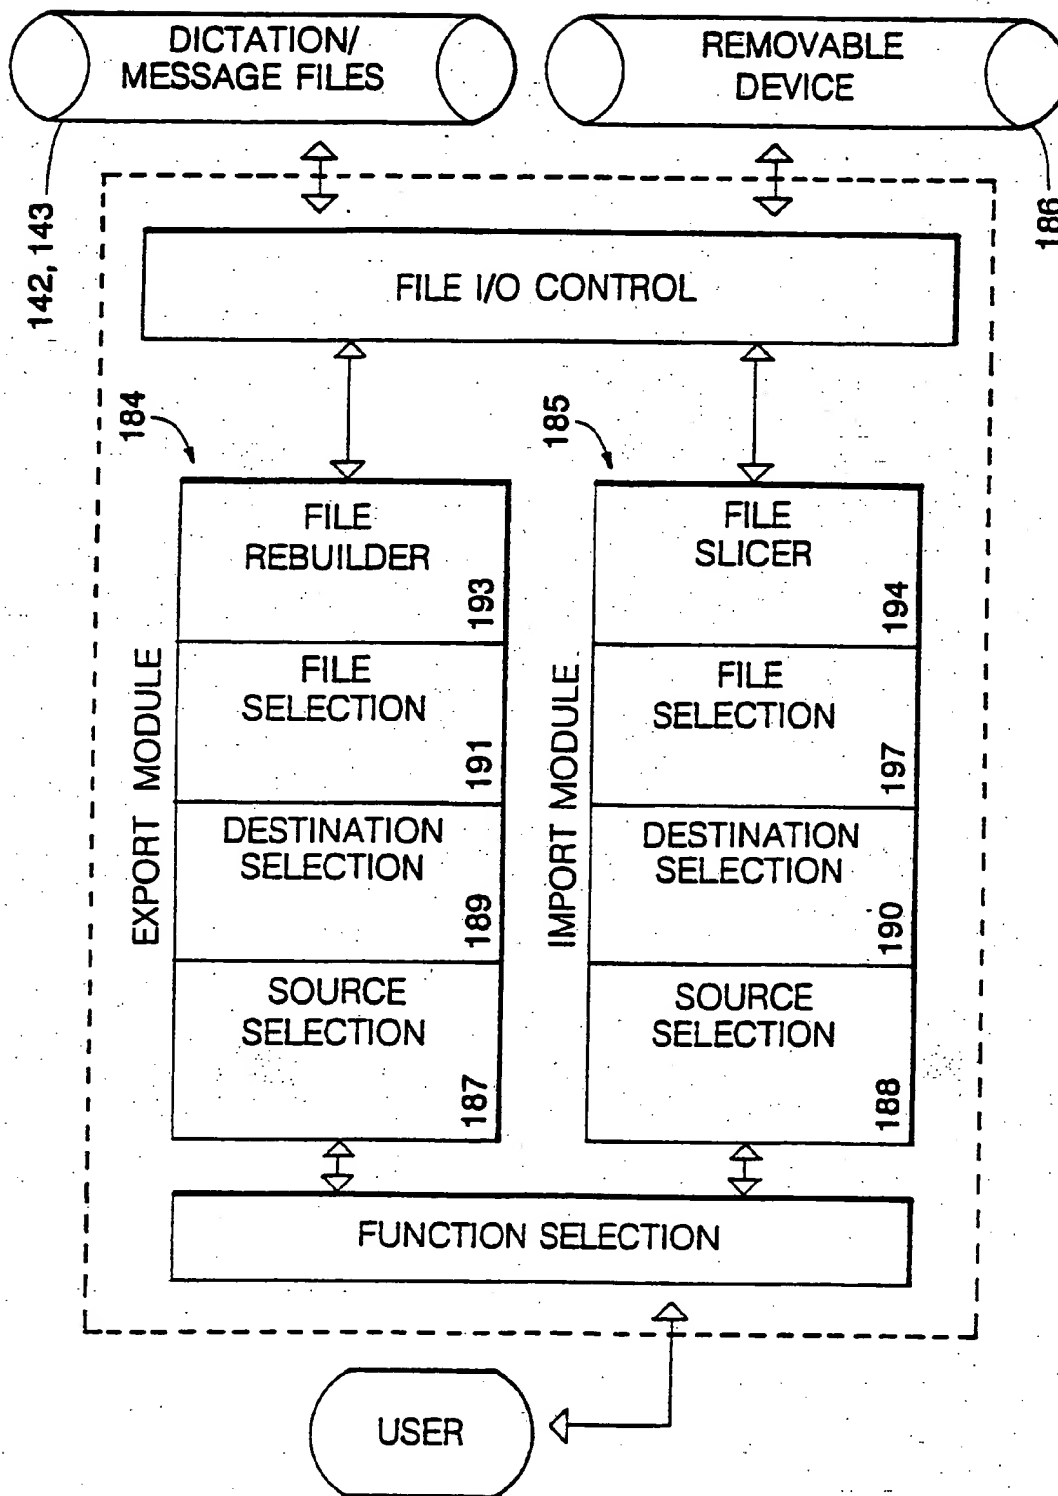 DICTATION/
MESSAGE FILES
REMOVABLE
DEVICE
142, 143
186
FILE I/O CONTROL
184
185
EXPORT MODULE
FILE
REBUILDER
193
FILE
SELECTION
191
DESTINATION
SELECTION
189
SOURCE
SELECTION
187
IMPORT MODULE
FILE
SLICER
194
FILE
SELECTION
197
DESTINATION
SELECTION
190
SOURCE
SELECTION
188
FUNCTION SELECTION
USER